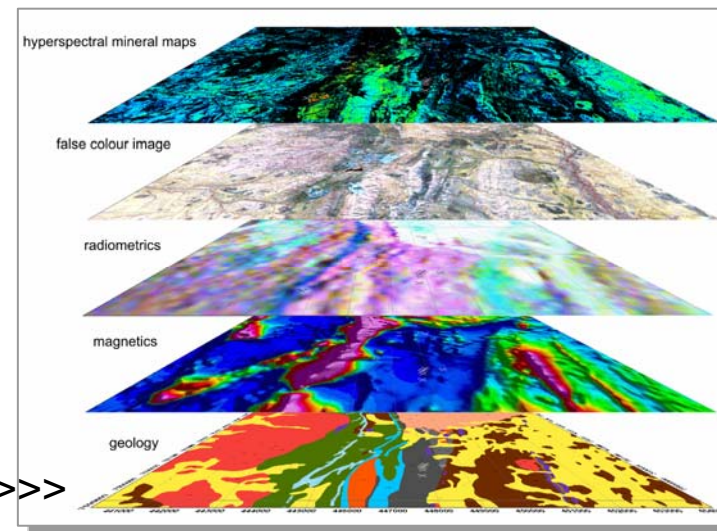 hyperspectral mineral maps
false colour image
radiometrics
magnetics
geology
>>>